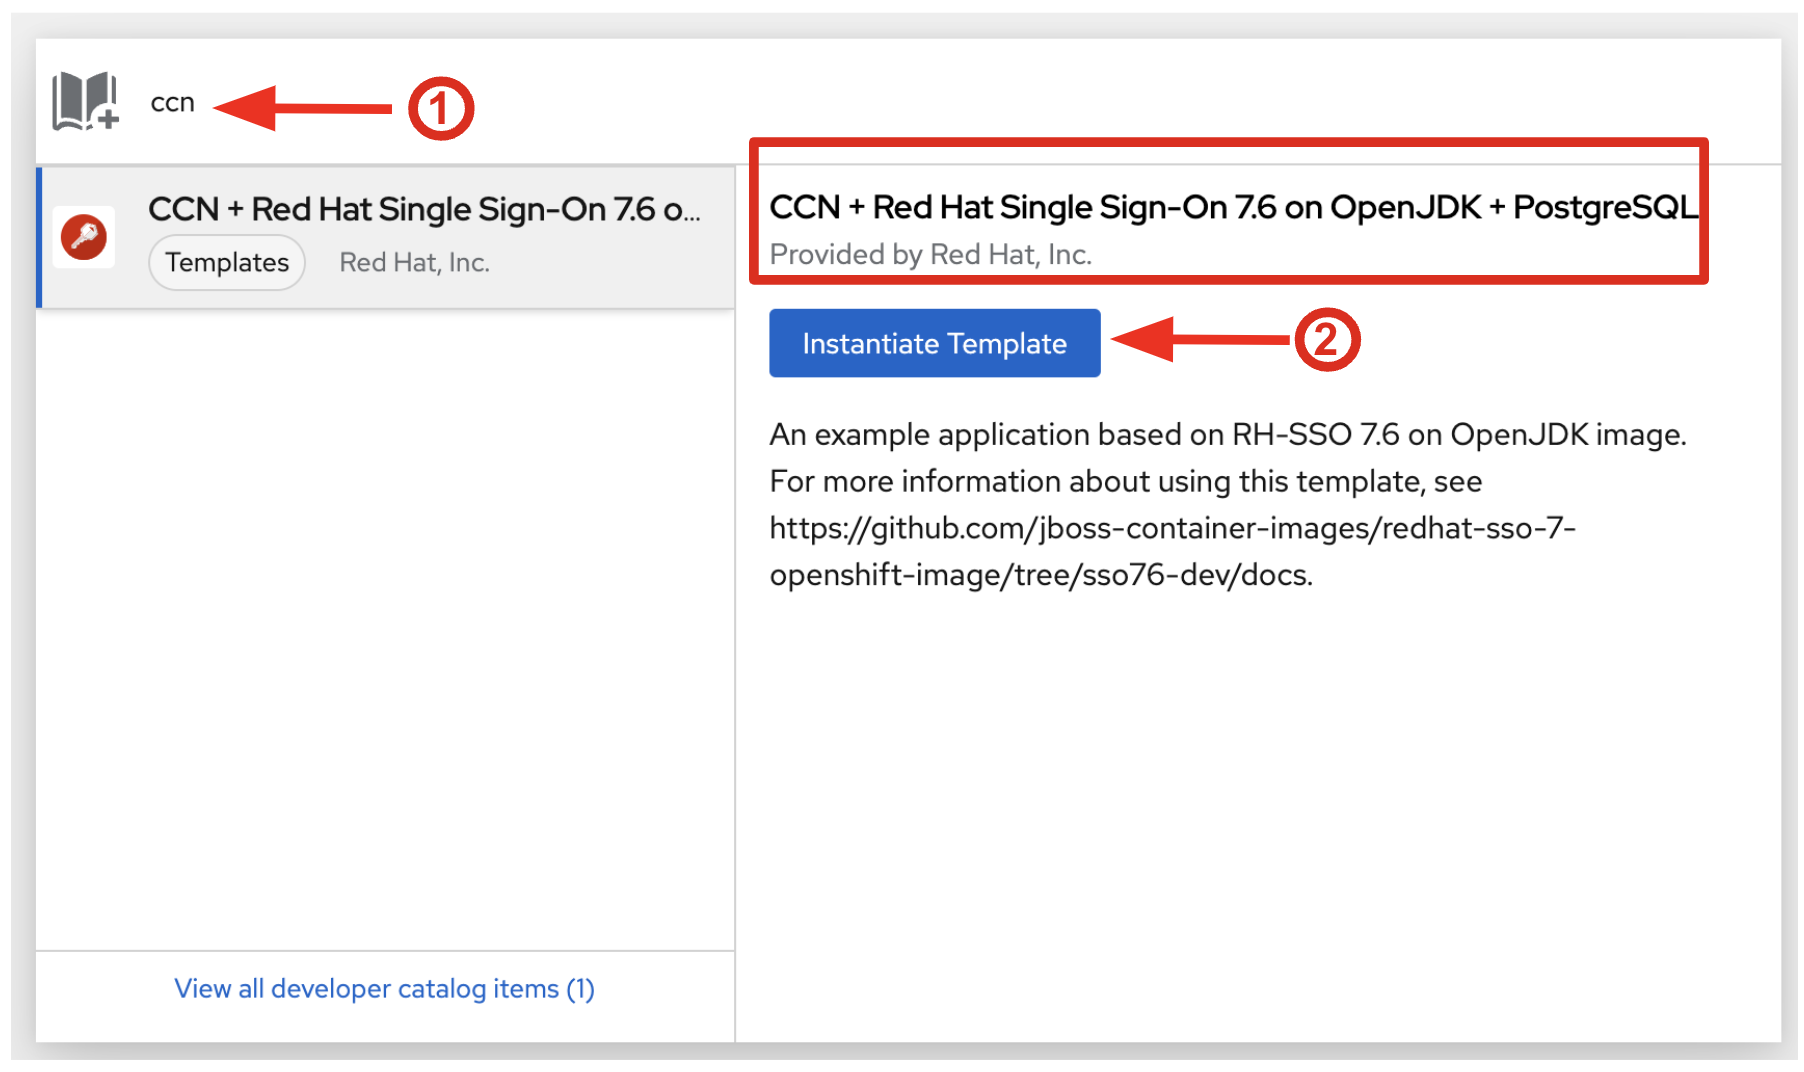 ccn
1
CCN + Red Hat Single Sign-On 7.6 o...
Templates
Red Hat, Inc.
CCN + Red Hat Single Sign-On 7.6 on OpenJDK + PostgreSQL
Provided by Red Hat, Inc.
Instantiate Template
2
An example application based on RH-SSO 7.6 on OpenJDK image.
For more information about using this template, see
https://github.com/jboss-container-images/redhat-sso-7-
openshift-image/tree/sso76-dev/docs.
View all developer catalog items (1)